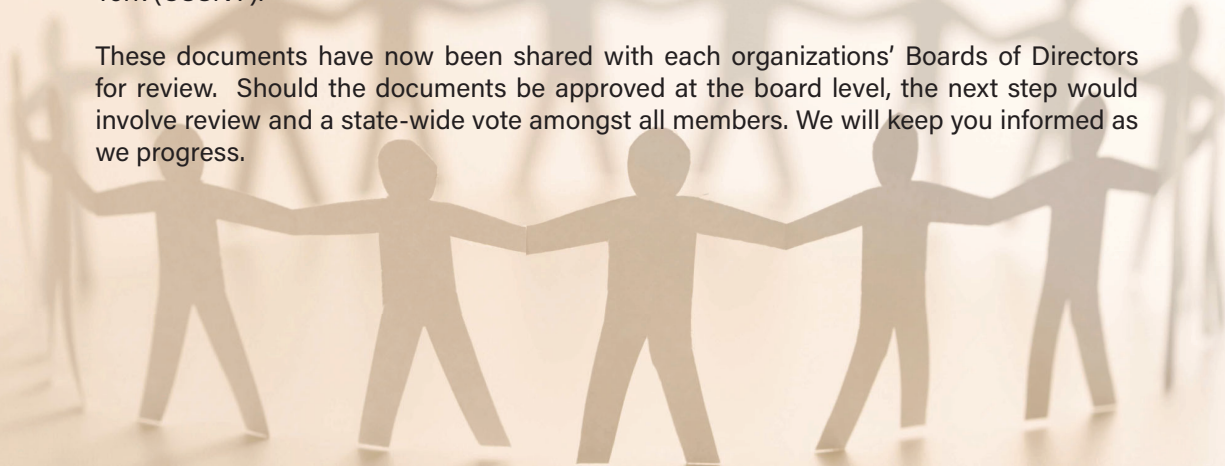 These documents have now been shared with each organizations’ Boards of Directors
for review.  Should the documents be approved at the board level, the next step would
involve review and a state-wide vote amongst all members. We will keep you informed as
we progress.